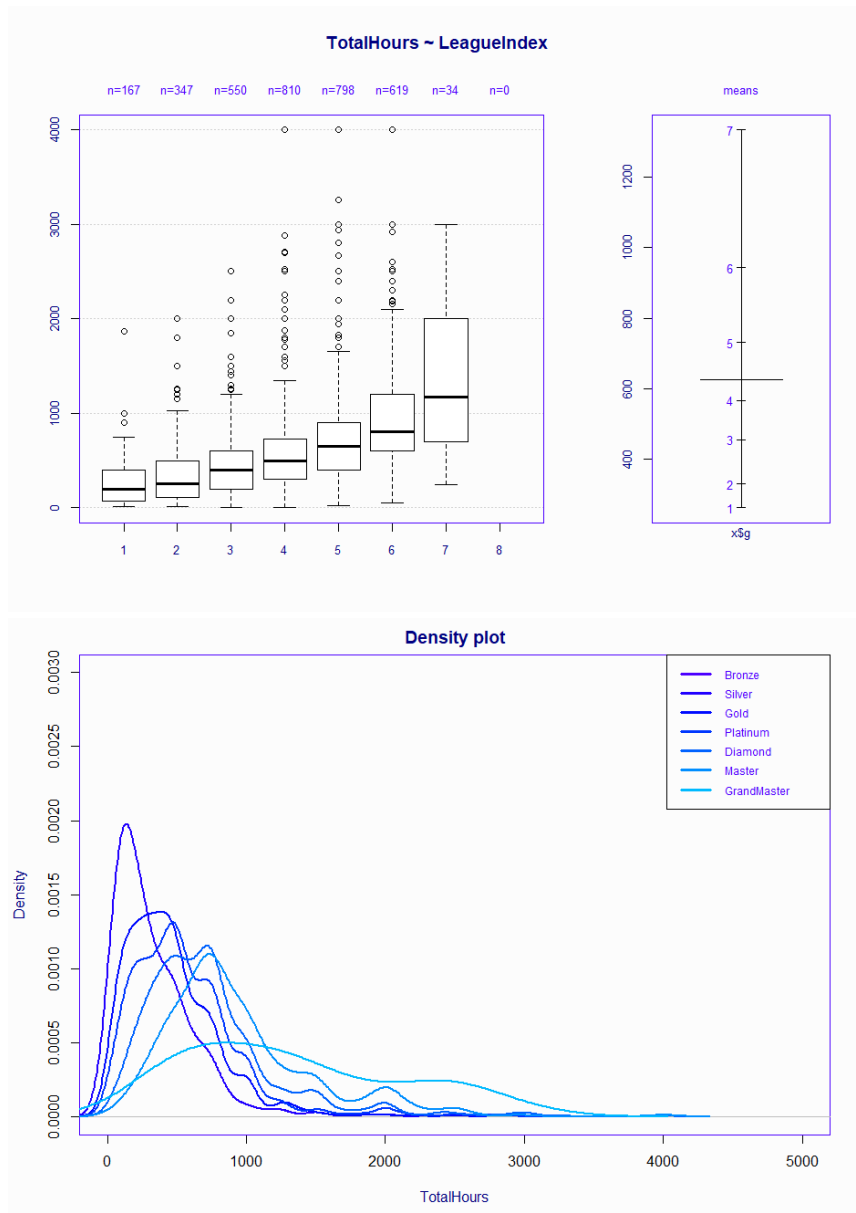 TotalHours ~ LeagueIndex
n=167 n=347 n=550 n=810 n=798 n=619 n=34 n=0
means
4000
3000
2000
1000
0
1 2 3 4 5 6 7 8
1200
1000
800
600
400
7
6
5
4
3
2
1
x$g
Density plot
Bronze
Silver
Gold
Platinum
Diamond
Master
GrandMaster
0.0030
0.0025
0.0020
0.0015
0.0010
0.0005
0.0000
Density
0 1000 2000 3000 4000 5000
TotalHours